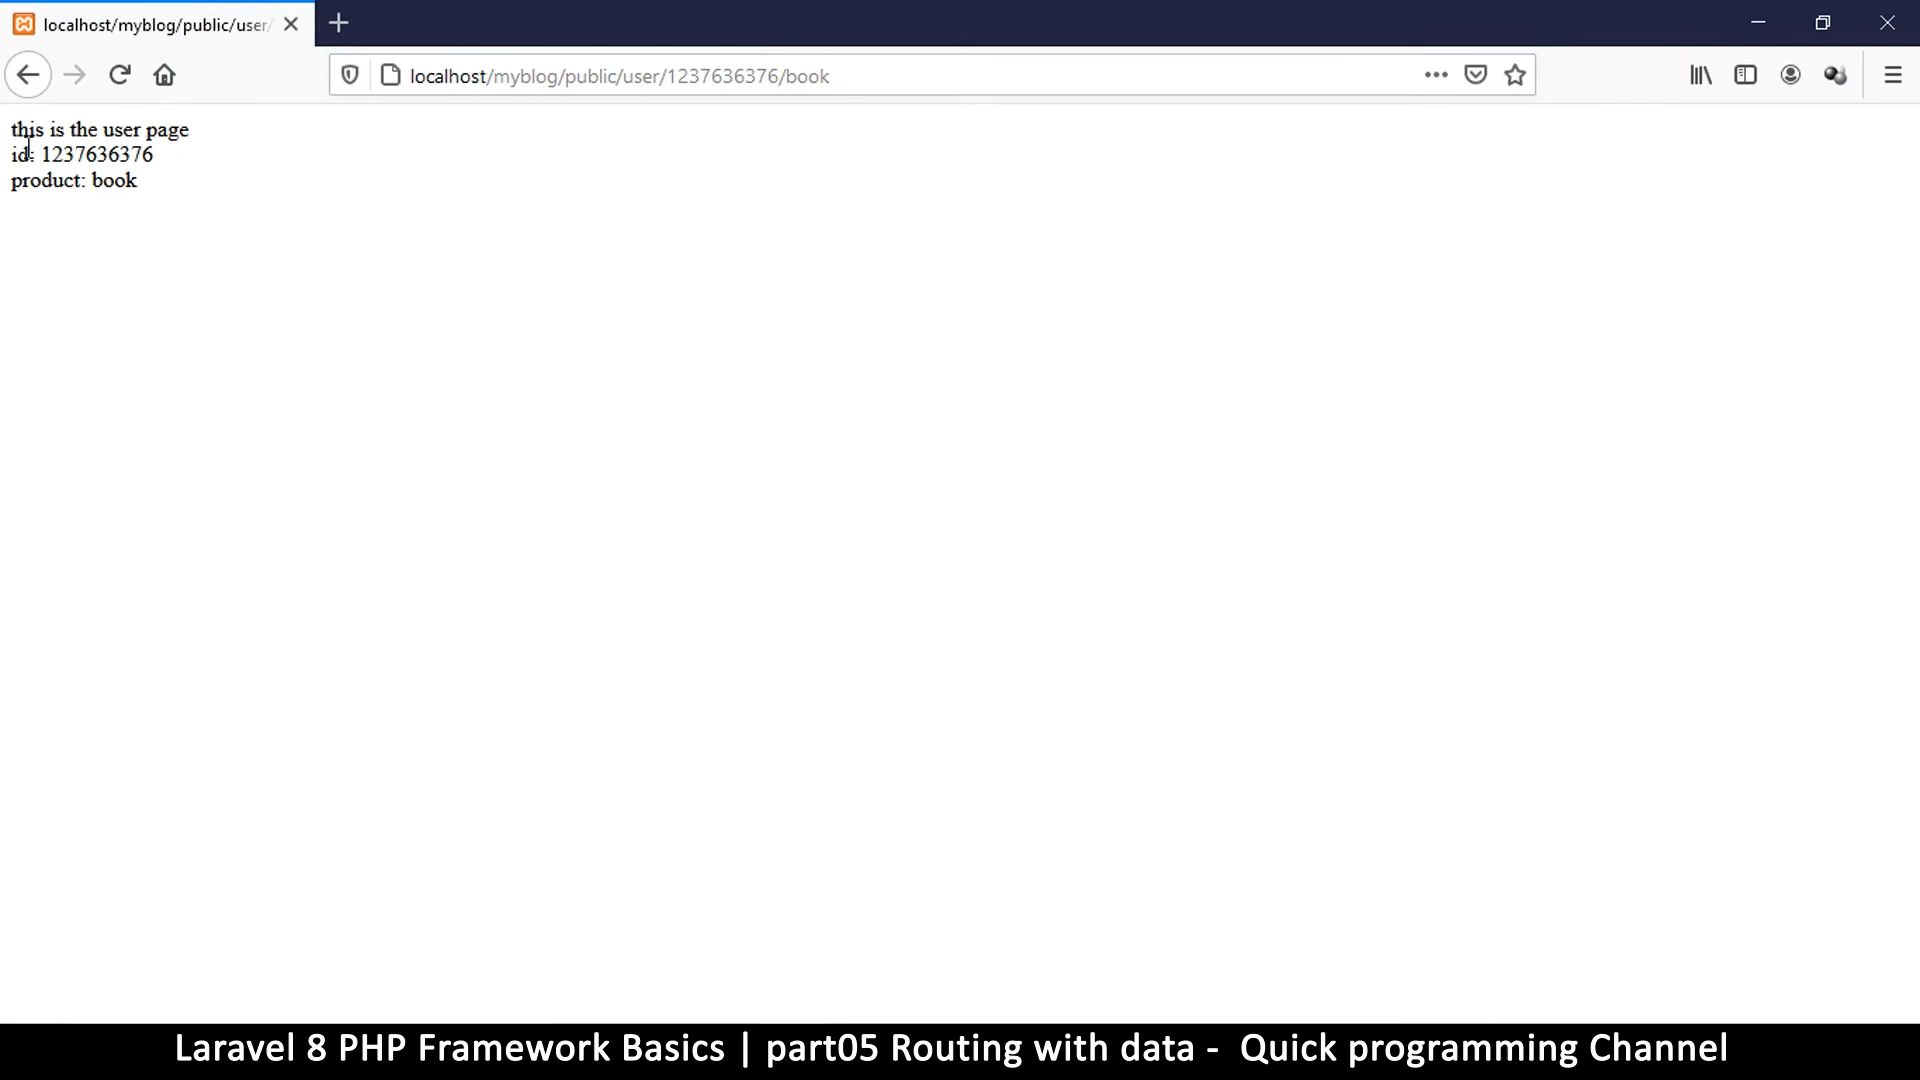 localhost/myblog/public/user/
localhost/myblog/public/user/1237636376/book
this is the user page
id: 1237636376
product: book
Laravel 8 PHP Framework Basics | part05 Routing with data - Quick programming Channel